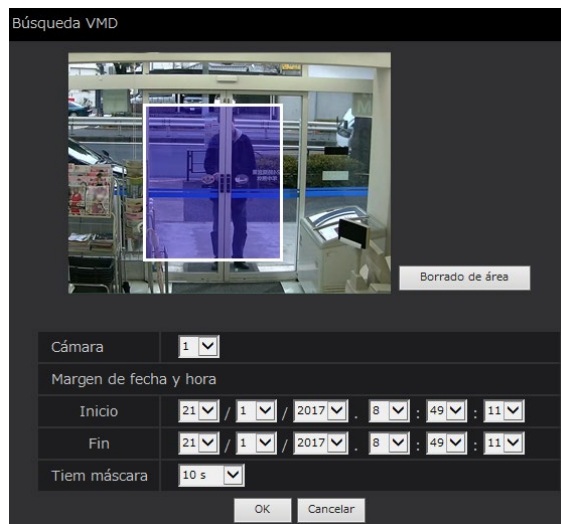 Búsqueda VMD
Borrado de área
Cámara 1
Margen de fecha y hora
Inicio 21 / 1 / 2017 . 8 : 49 : 11
Fin 21 / 1 / 2017 . 8 : 49 : 11
Tiem máscara 10 s
OK Cancelar